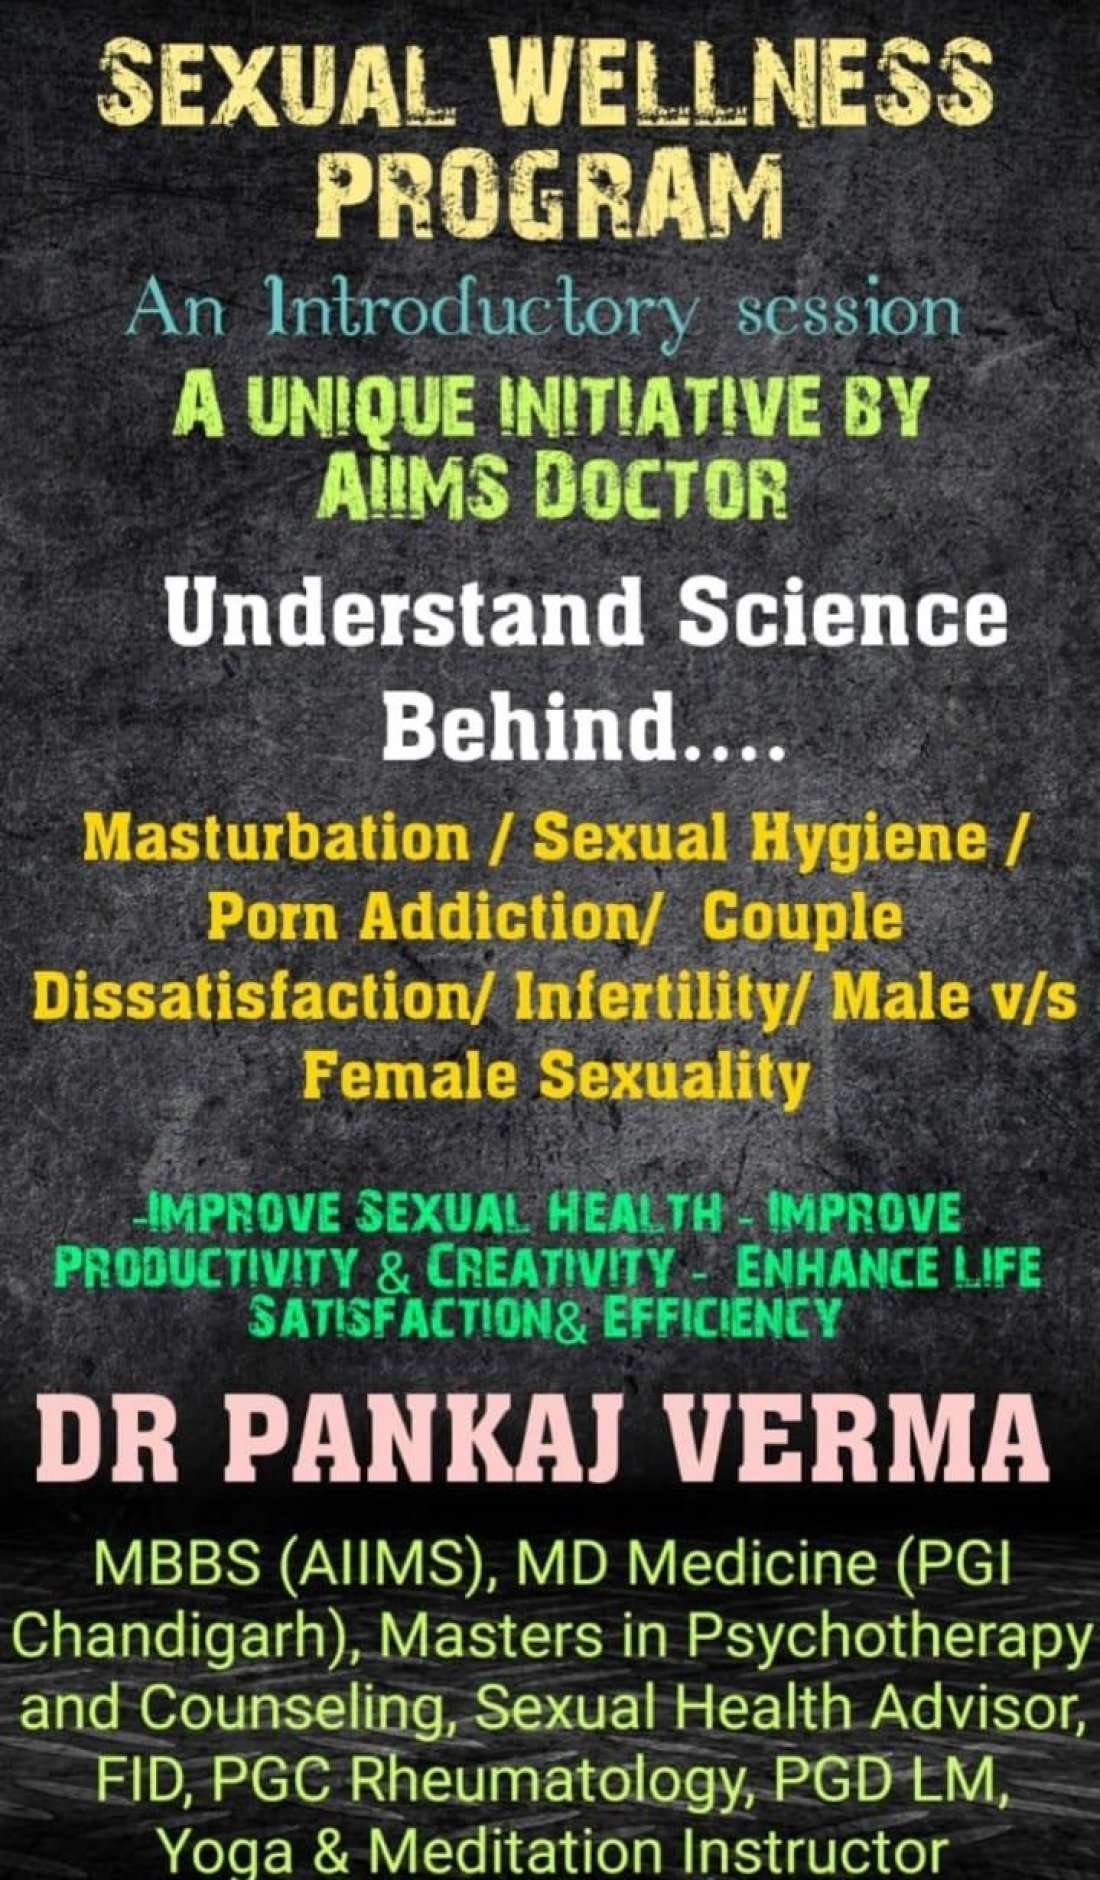 SEXUAL WELLNESS
PROGRAM
An Introductory session
A UNIQUE INITIATIVE BY
AIIMS DOCTOR
Understand Science
Behind....
Masturbation / Sexual Hygiene /
Porn Addiction/ Couple
Dissatisfaction/ Infertility/ Male v/s
Female Sexuality
-IMPROVE SEXUAL HEALTH - IMPROVE
PRODUCTIVITY & CREATIVITY - ENHANCE LIFE
SATISFACTION& EFFICIENCY
DR PANKAJ VERMA
MBBS (AIIMS), MD Medicine (PGI
Chandigarh), Masters in Psychotherapy
and Counseling, Sexual Health Advisor,
FID, PGC Rheumatology, PGD LM,
Yoga & Meditation Instructor